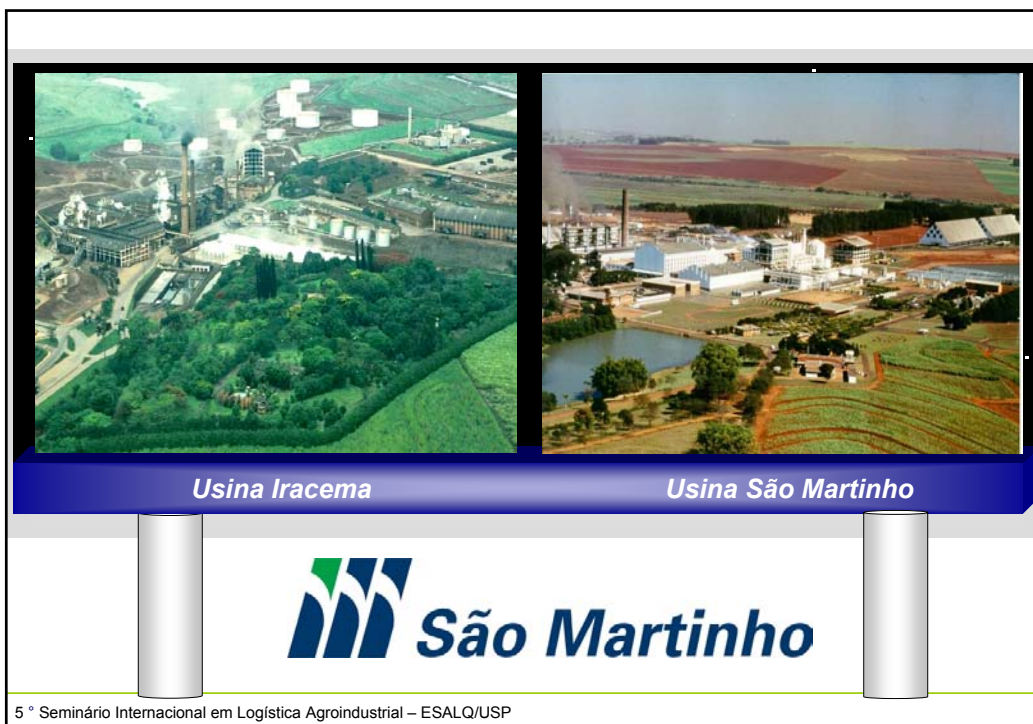 Usina Iracema
Usina São Martinho
São Martinho
5 ° Seminário Internacional em Logística Agroindustrial – ESALQ/USP